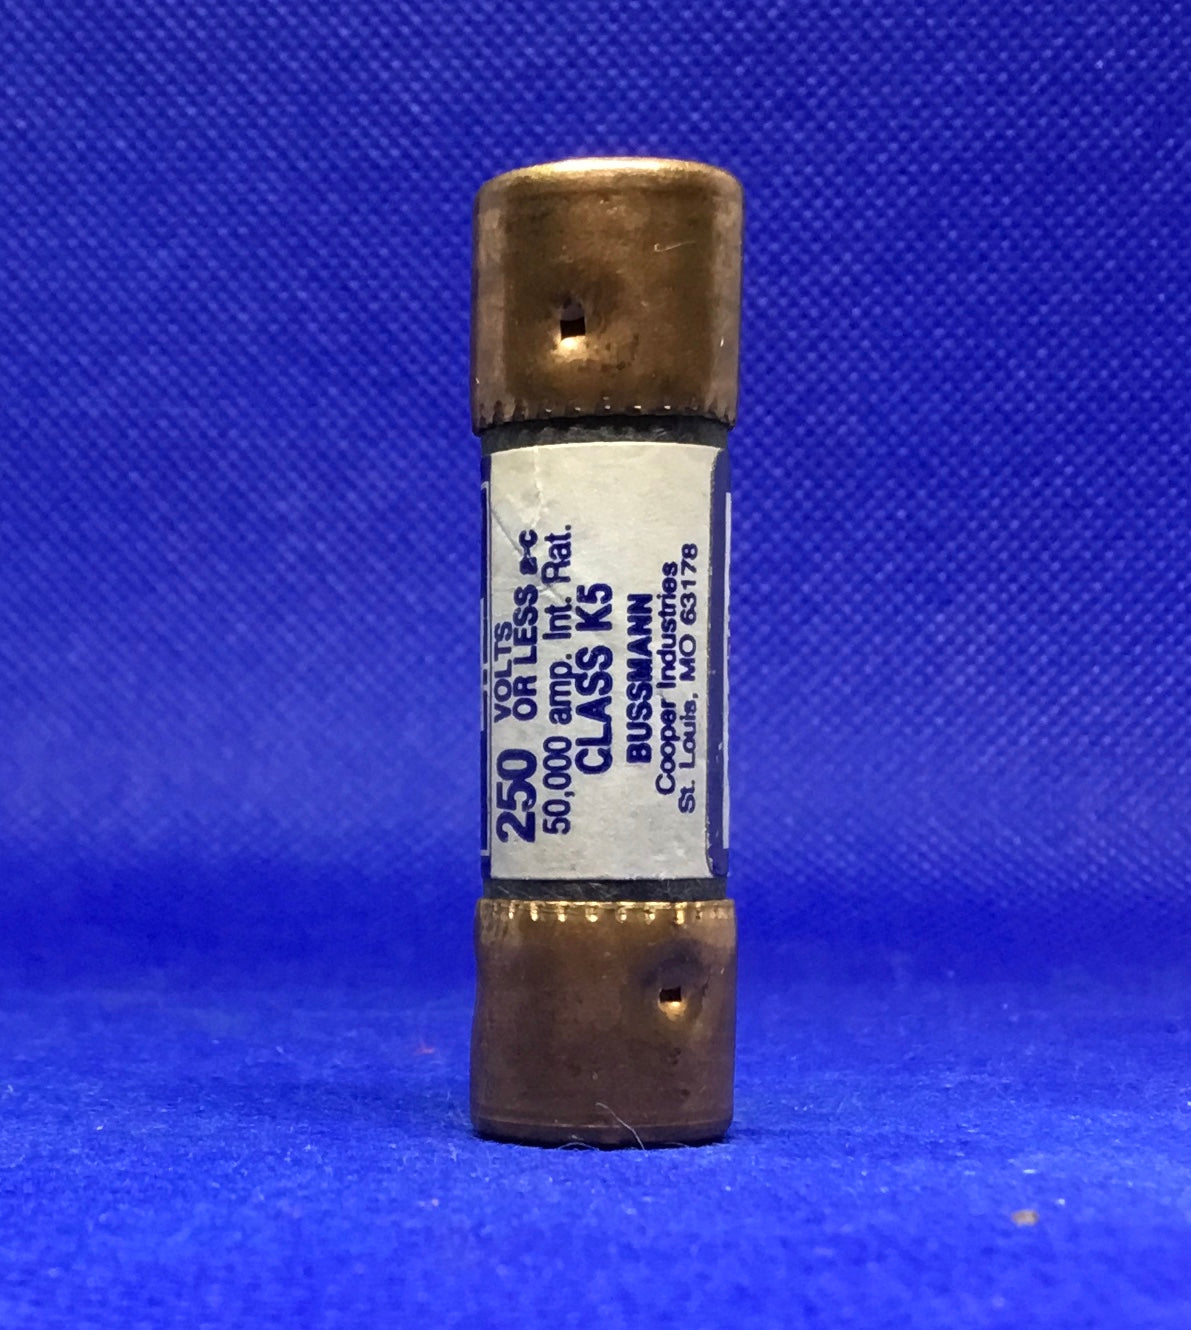 250 VOLTS
OR LESS a-c
50,000 amp. Int. Rat.
CLASS K5
BUSSMANN
Cooper Industries
St. Louis, MO 63178